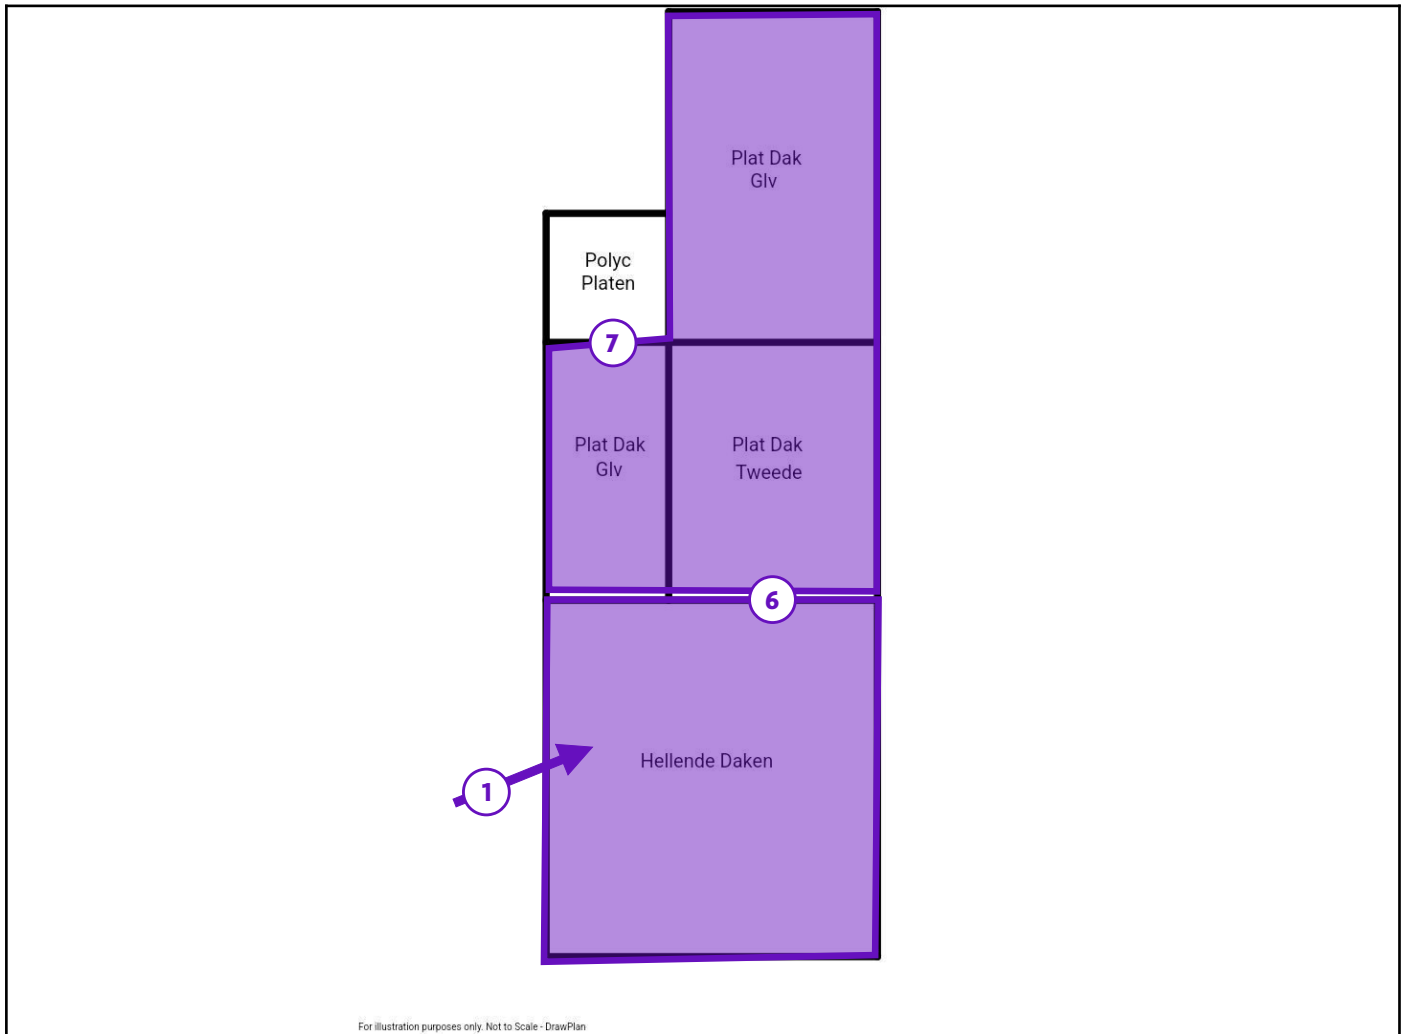 Plat Dak
Glv
Polyc
Platen
7
Plat Dak
Glv
Plat Dak
Tweede
6
Hellende Daken
1
For illustration purposes only. Not to Scale - DrawPlan